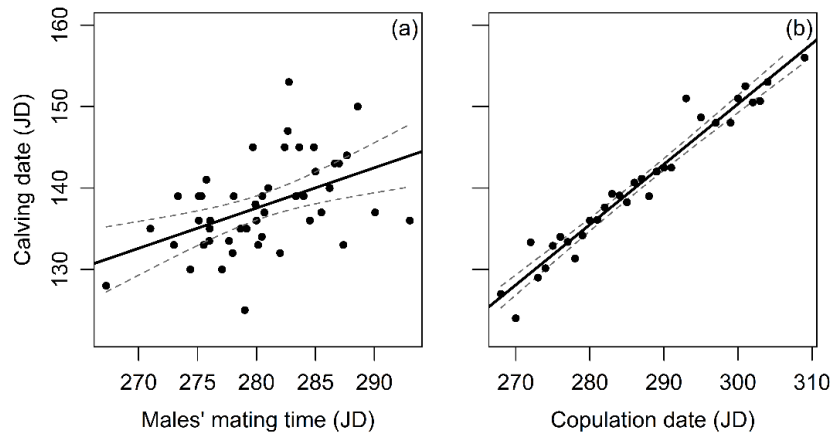 (a)
(b)
Calving date (JD)
160
150
140
130
270 275 280 285 290
270 280 290 300 310
Males' mating time (JD)
Copulation date (JD)